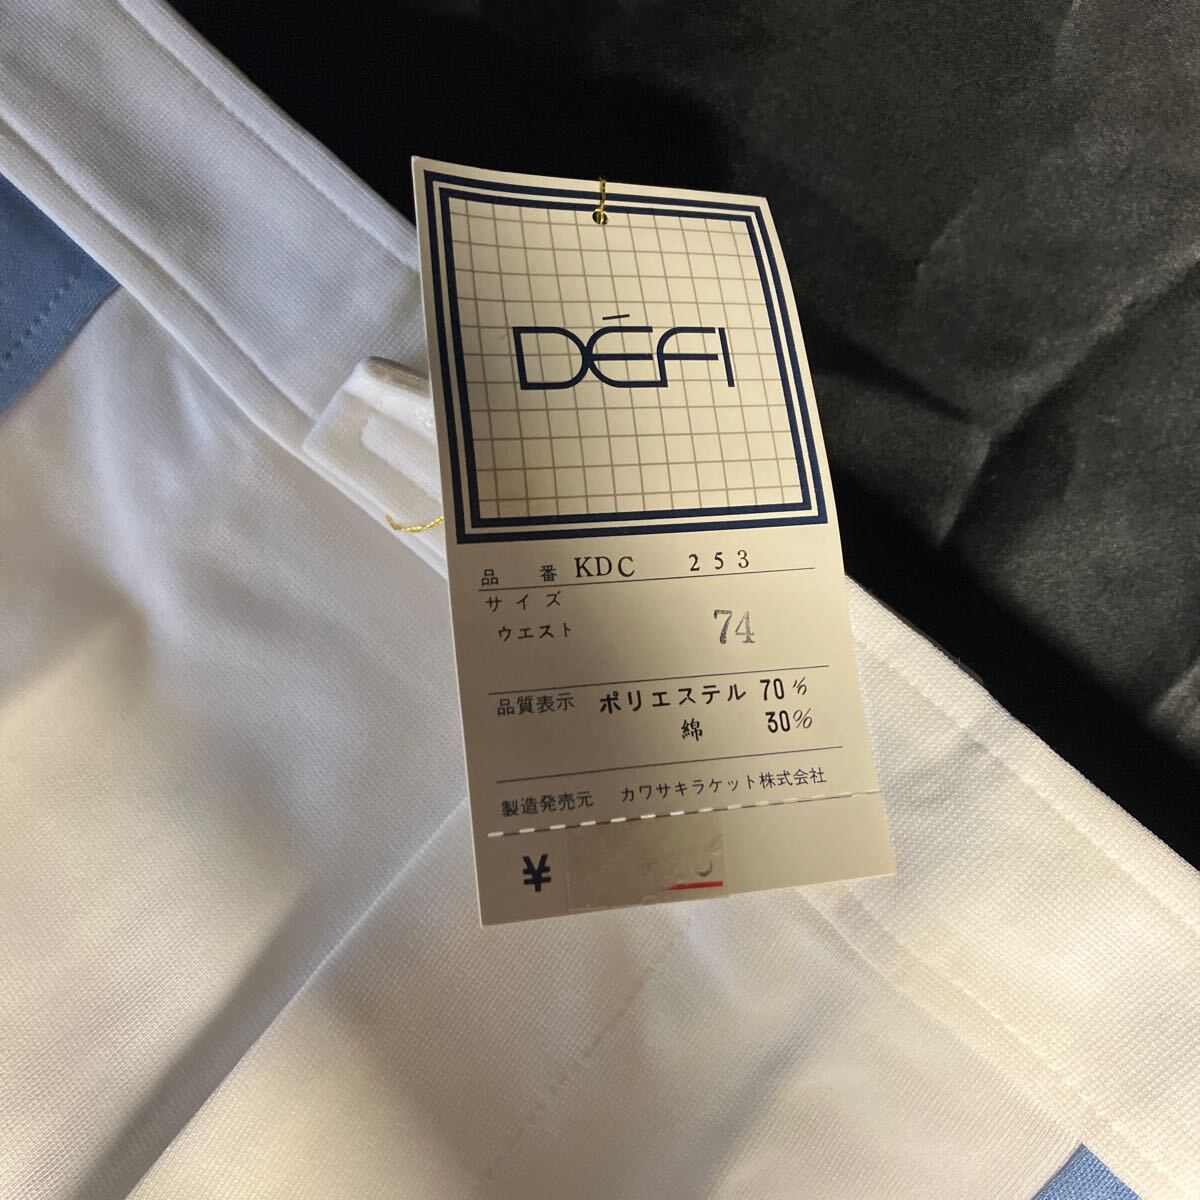 DÉFI
品番 KDC 253
サイズ
ウエスト 74
品質表示 ポリエステル 70%
綿 30%
製造発売元 カワサキラケット株式会社
¥